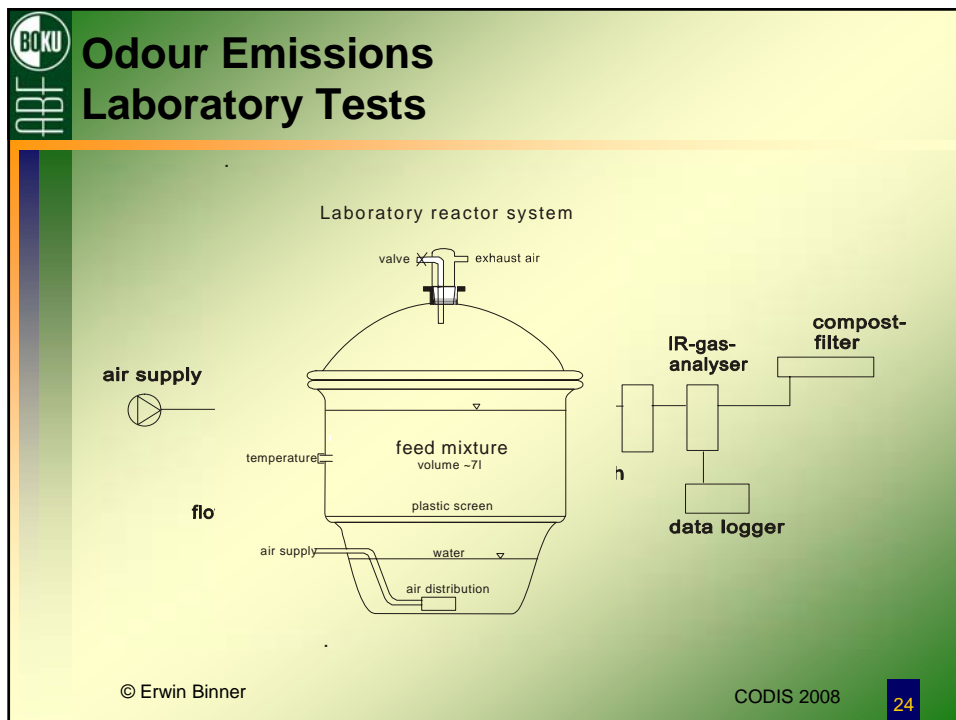 BOKU
ABF
Odour Emissions
Laboratory Tests
Laboratory reactor system
valve
exhaust air
compost-
filter
IR-gas-
analyser
air supply
feed mixture
volume ~7l
temperature
h
plastic screen
flo
data logger
air supply
water
air distribution
© Erwin Binner
CODIS 2008
24